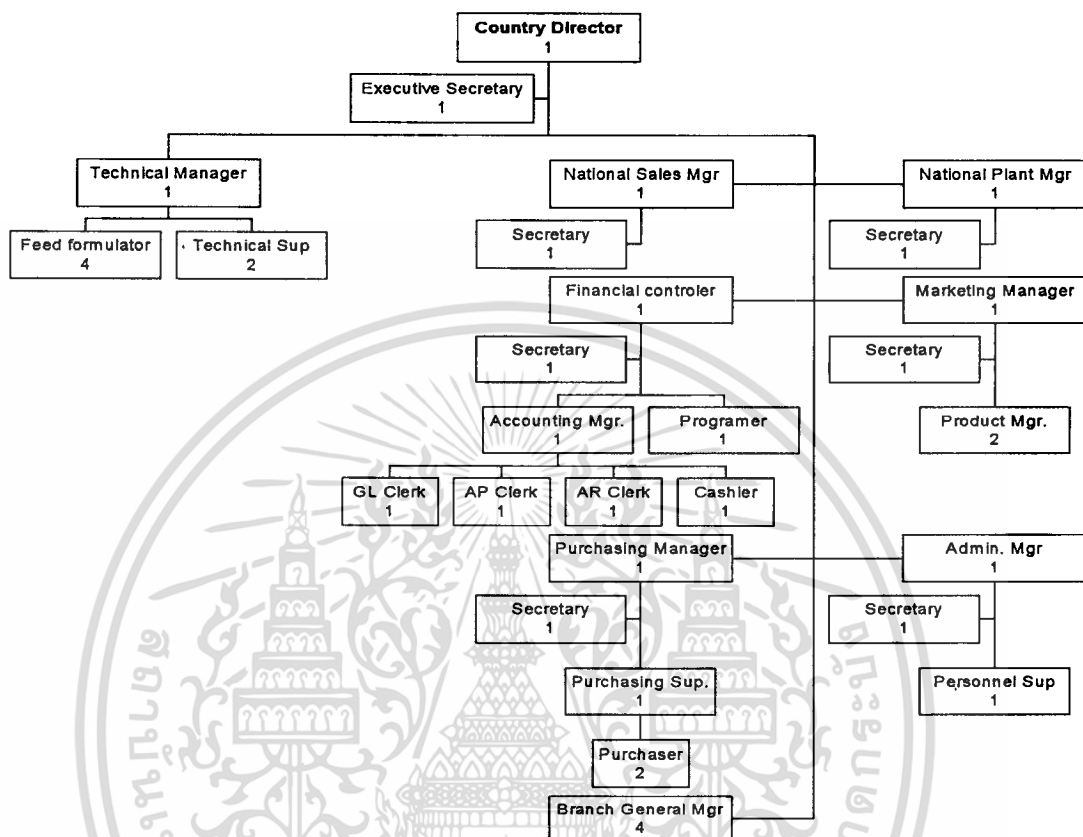 Country Director
1
Executive Secretary
1
Technical Manager
1
National Sales Mgr
1
National Plant Mgr
1
Feed formulator
4
Technical Sup
2
Secretary
1
Secretary
1
Financial controler
1
Marketing Manager
1
Secretary
1
Secretary
1
Accounting Mgr.
1
Programer
1
Product Mgr.
2
GL Clerk
1
AP Clerk
1
AR Clerk
1
Cashier
1
Purchasing Manager
1
Admin. Mgr
1
Secretary
1
Secretary
1
Purchasing Sup.
1
Personnel Sup
1
Purchaser
2
Branch General Mgr
4